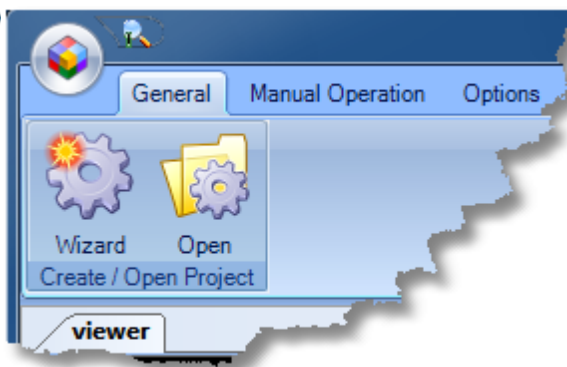 General Manual Operation Options
Wizard Open
Create / Open Project
viewer